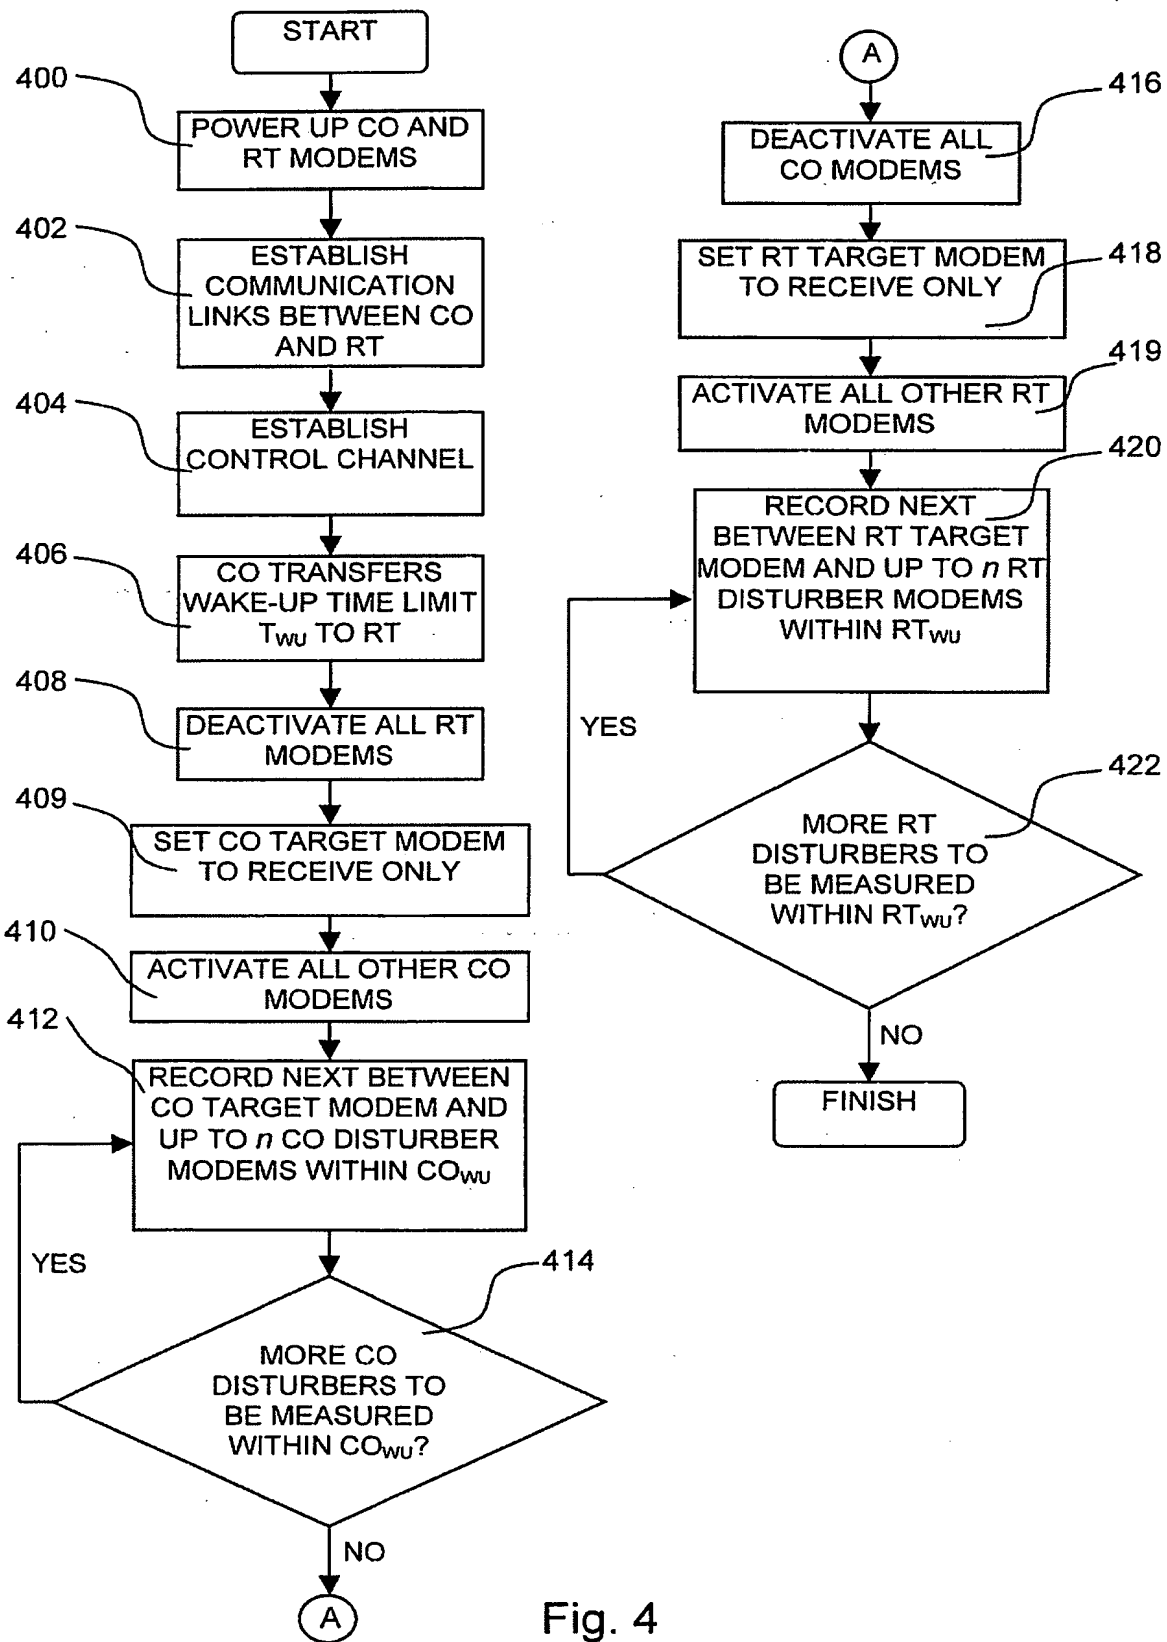 START
400
POWER UP CO AND
RT MODEMS
402
ESTABLISH
COMMUNICATION
LINKS BETWEEN CO
AND RT
404
ESTABLISH
CONTROL CHANNEL
406
CO TRANSFERS
WAKE-UP TIME LIMIT
TWU TO RT
408
DEACTIVATE ALL RT
MODEMS
409
SET CO TARGET MODEM
TO RECEIVE ONLY
410
ACTIVATE ALL OTHER CO
MODEMS
412
RECORD NEXT BETWEEN
CO TARGET MODEM AND
UP TO n CO DISTURBER
MODEMS WITHIN COWU
YES
414
MORE CO
DISTURBERS TO
BE MEASURED
WITHIN COWU?
NO
A
A
416
DEACTIVATE ALL
CO MODEMS
418
SET RT TARGET MODEM
TO RECEIVE ONLY
419
ACTIVATE ALL OTHER RT
MODEMS
420
RECORD NEXT
BETWEEN RT TARGET
MODEM AND UP TO n RT
DISTURBER MODEMS
WITHIN RTWU
YES
422
MORE RT
DISTURBERS TO
BE MEASURED
WITHIN RTWU?
NO
FINISH
Fig. 4